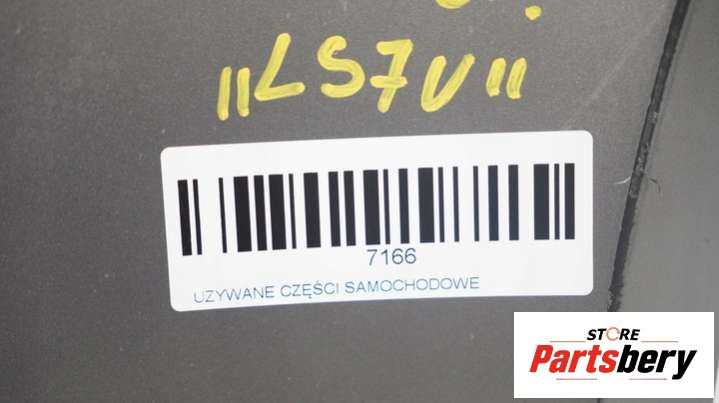 "LS7V"
7166
UZYWANE CZĘŚCI SAMOCHODOWE
STORE
Partsbery